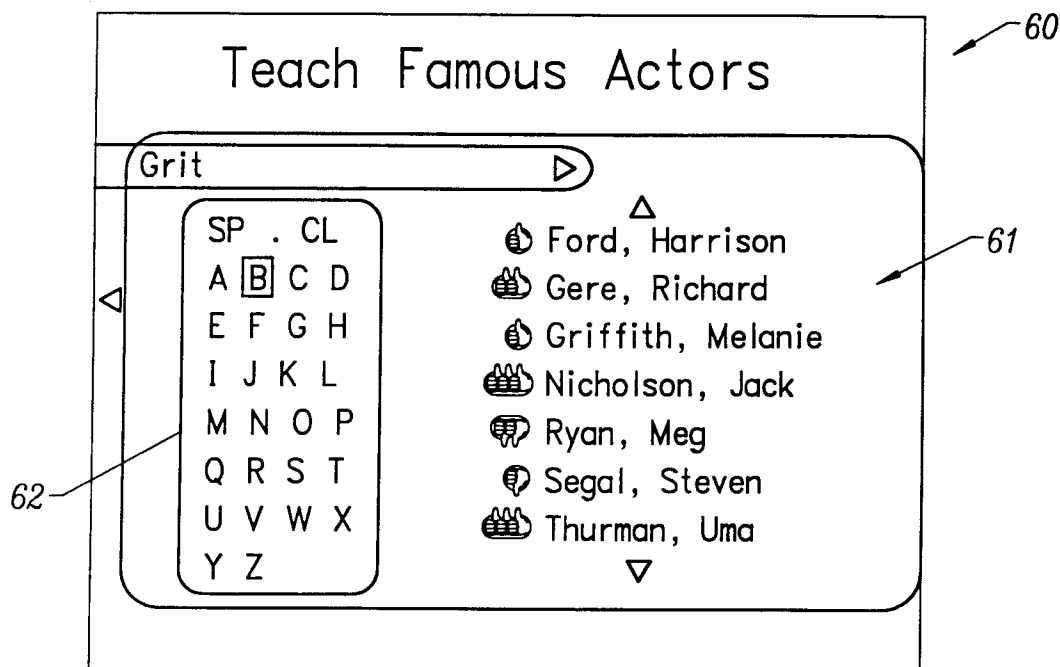 60
Teach Famous Actors
Grit
SP . CL
A B C D
E F G H
I J K L
M N O P
Q R S T
U V W X
Y Z
62
Ford, Harrison
Gere, Richard
Griffith, Melanie
Nicholson, Jack
Ryan, Meg
Segal, Steven
Thurman, Uma
61